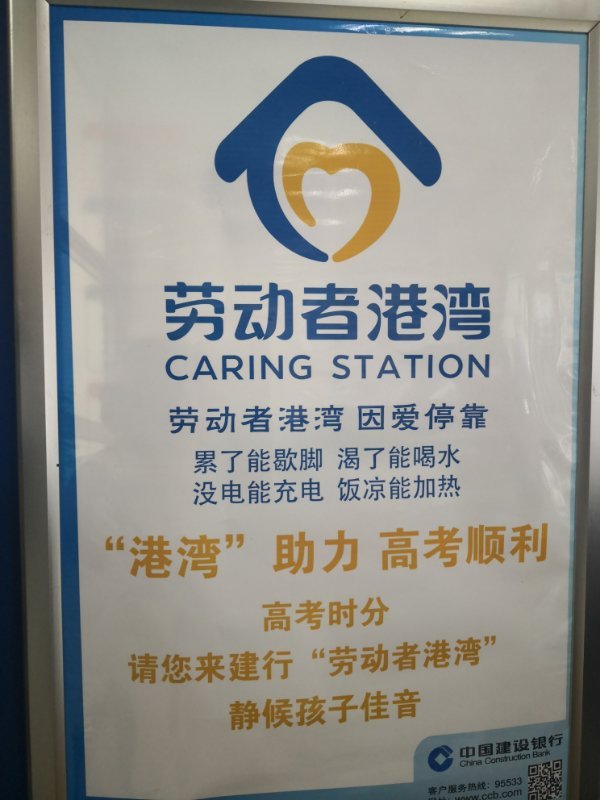 劳动者港湾
CARING STATION
劳动者港湾 因爱停靠
累了能歇脚 渴了能喝水
没电能充电 饭凉能加热
“港湾” 助力 高考顺利
高考时分
请您来建行“劳动者港湾”
静候孩子佳音
中国建设银行
China Construction Bank
客户服务热线：95533
www.ccb.com